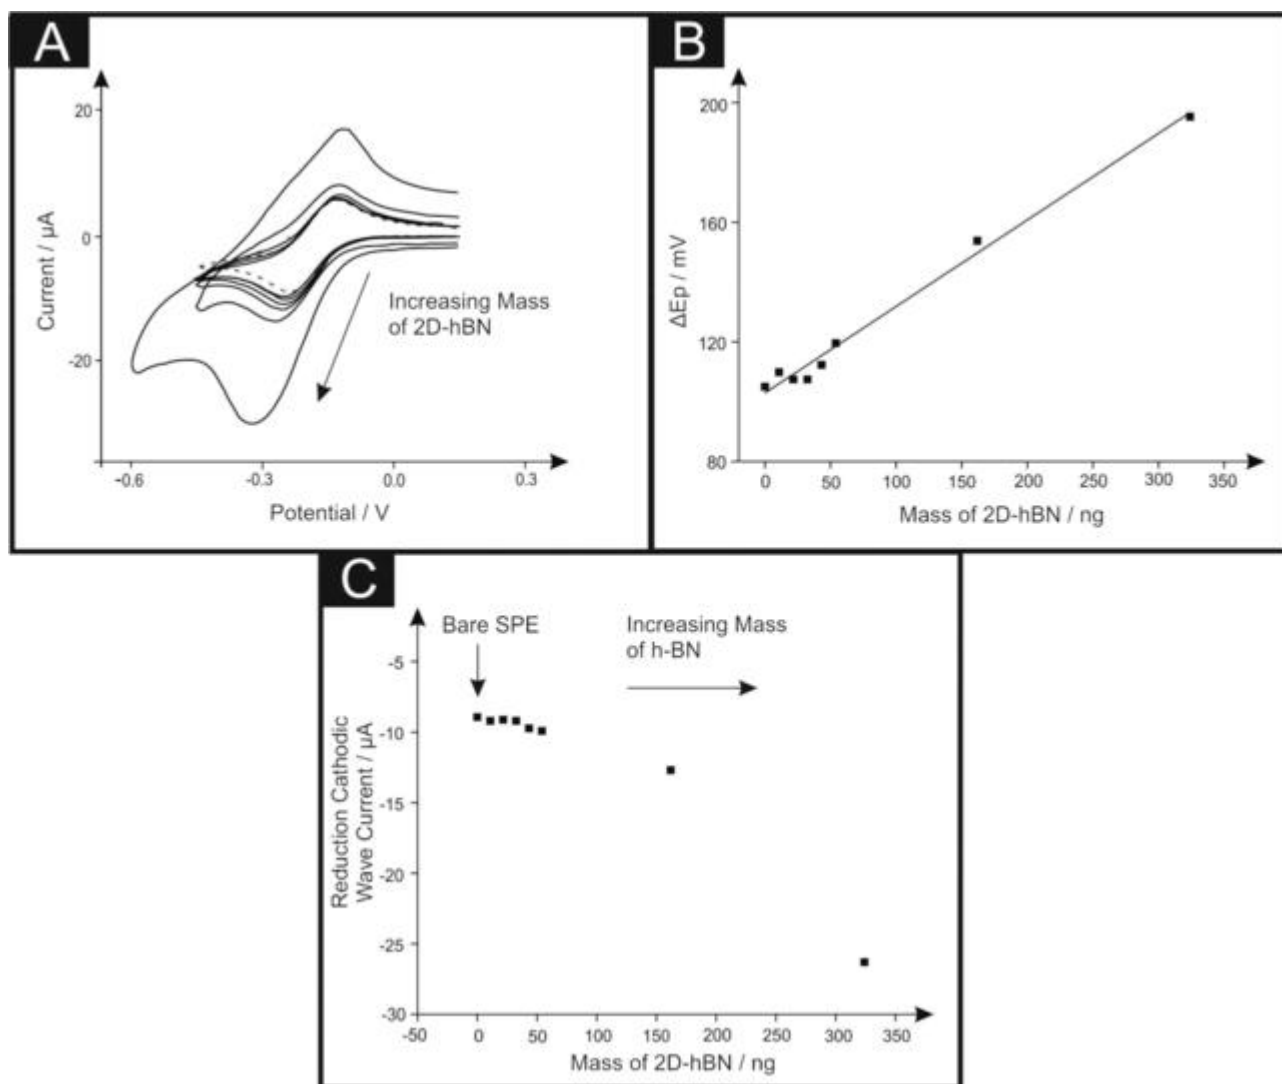 A
20
0
-20
Current / µA
Increasing Mass
of 2D-hBN
-0.6
-0.3
0.0
0.3
Potential / V
B
200
160
120
80
ΔEp / mV
0
50
100
150
200
250
300
350
Mass of 2D-hBN / ng
C
Bare SPE
Increasing Mass
of h-BN
-5
-10
-15
-20
-25
-30
Reduction Cathodic
Wave Current / µA
-50
0
50
100
150
200
250
300
350
Mass of 2D-hBN / ng